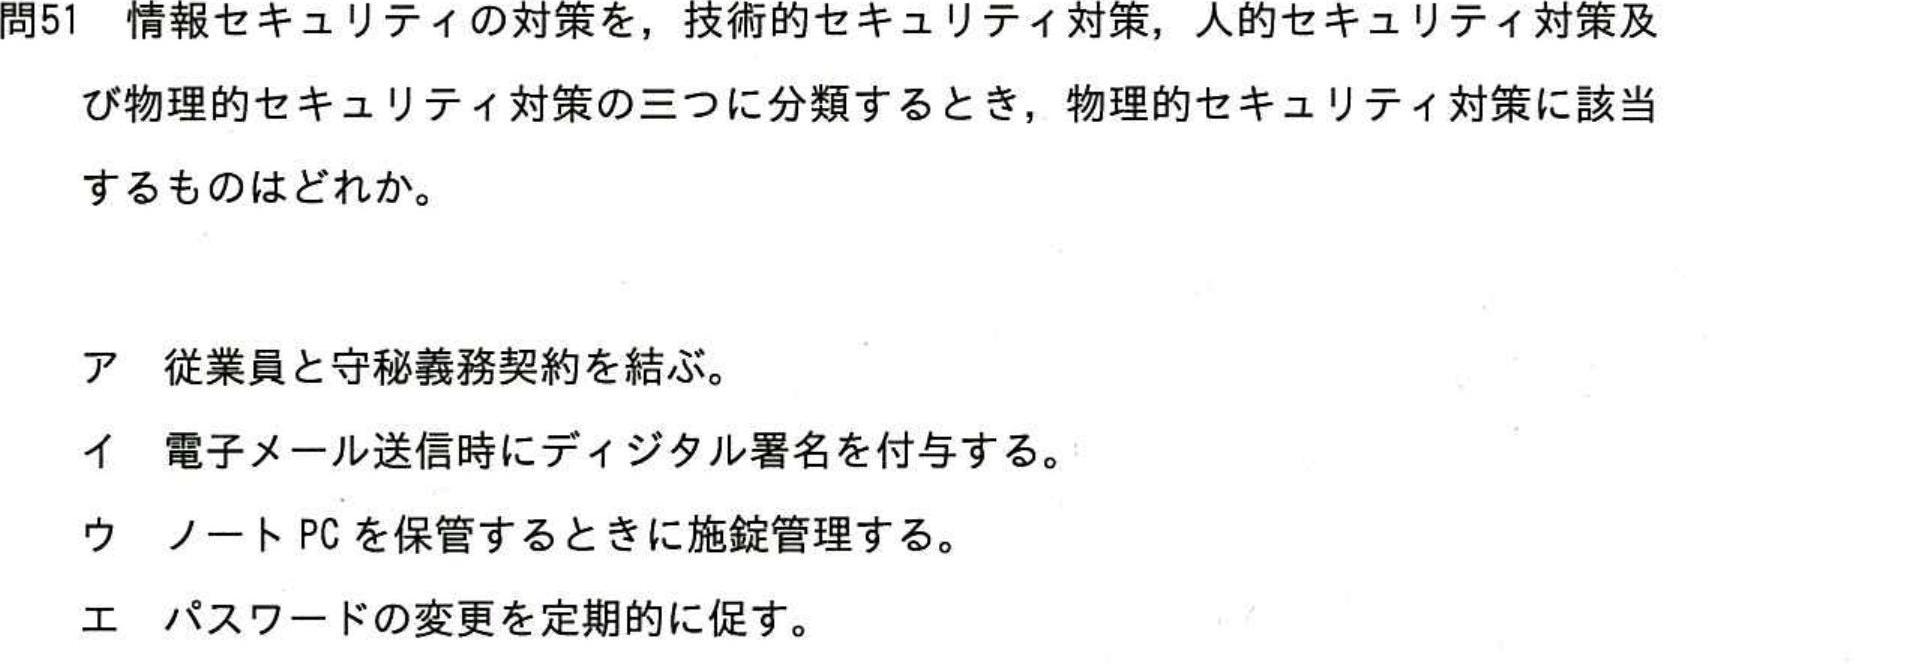 問51 情報セキュリティの対策を，技術的セキュリティ対策，人的セキュリティ対策及
び物理的セキュリティ対策の三つに分類するとき，物理的セキュリティ対策に該当
するものはどれか。
ア 従業員と守秘義務契約を結ぶ。
イ 電子メール送信時にディジタル署名を付与する。
ウ ノート PC を保管するときに施錠管理する。
エ パスワードの変更を定期的に促す。